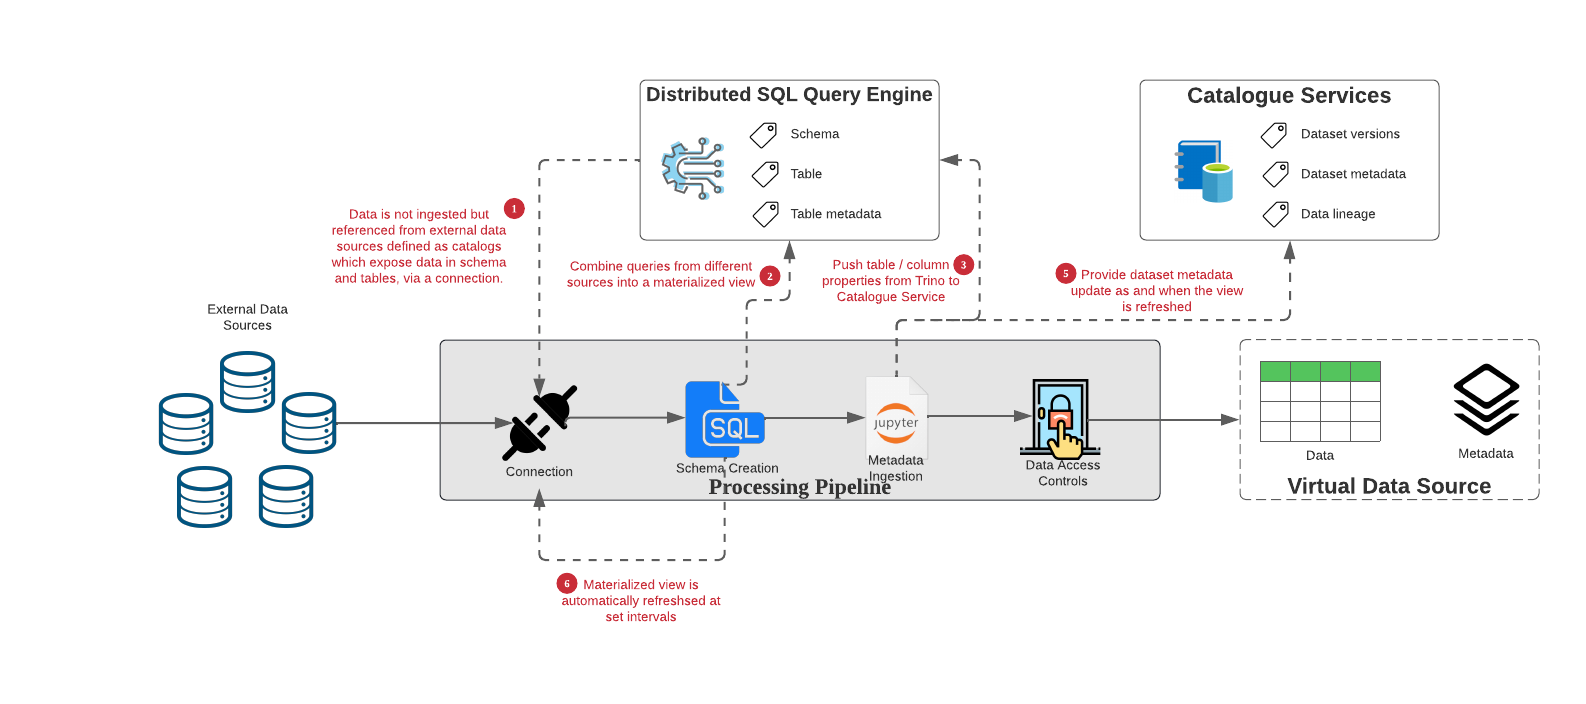 Distributed SQL Query Engine
Schema
Table
Table metadata
Catalogue Services
Dataset versions
Dataset metadata
Data lineage
1
Data is not ingested but
referenced from external data
sources defined as catalogs
which expose data in schema
and tables, via a connection.
2
Combine queries from different
sources into a materialized view
3
Push table / column
properties from Trino to
Catalogue Service
5
Provide dataset metadata
update as and when the view
is refreshed
External Data
Sources
Connection
SQL
Schema Creation
jupyter
Metadata
Ingestion
Data Access
Controls
Processing Pipeline
Data
Metadata
Virtual Data Source
6
Materialized view is
automatically refreshsed at
set intervals